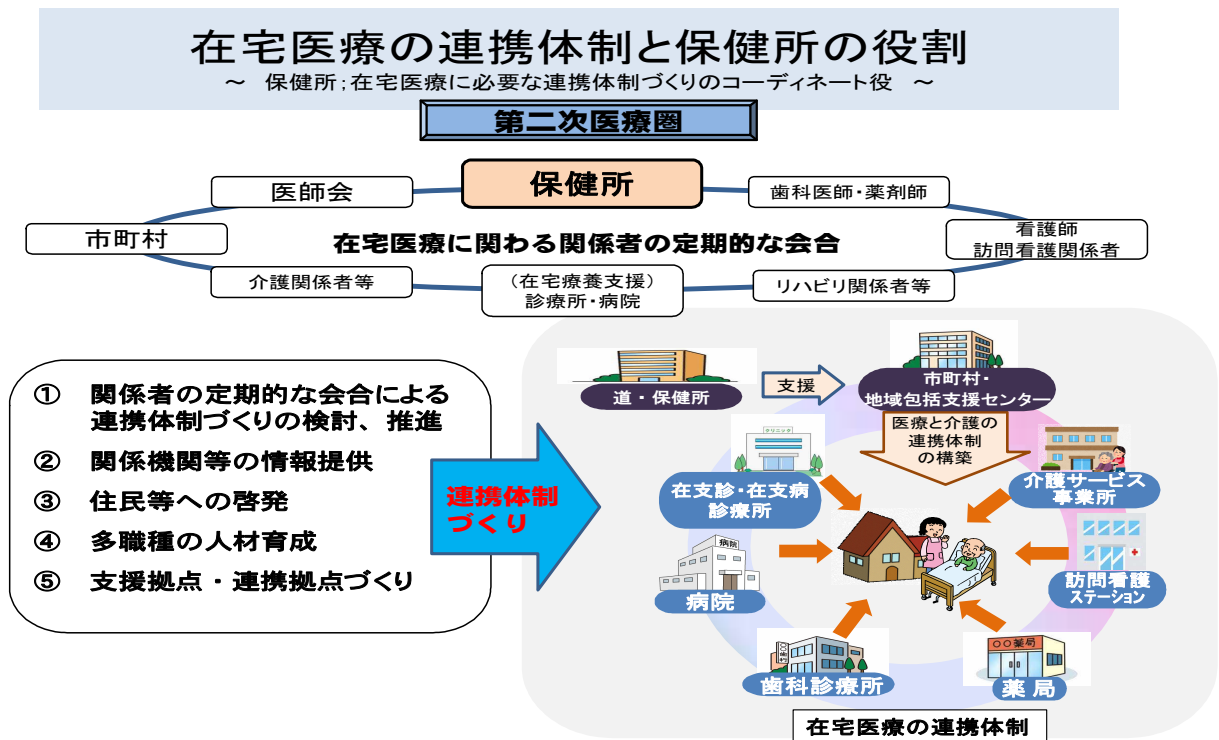 在宅医療の連携体制と保健所の役割
～ 保健所;在宅医療に必要な連携体制づくりのコーディネート役 ～
第二次医療圏
保健所
医師会
歯科医師・薬剤師
市町村
看護師
訪問看護関係者
在宅医療に関わる関係者の定期的な会合
介護関係者等
(在宅療養支援)
診療所・病院
リハビリ関係者等
① 関係者の定期的な会合による
連携体制づくりの検討、推進
② 関係機関等の情報提供
③ 住民等への啓発
④ 多職種の人材育成
⑤ 支援拠点・連携拠点づくり
連携体制
づくり
道・保健所
支援
市町村・
地域包括支援センター
医療と介護の
連携体制
の構築
クリニック
在支診・在支病
診療所
介護サービス
事業所
病院
病院
訪問看護
ステーション
〇〇歯科
歯科診療所
〇〇薬局
薬局
在宅医療の連携体制